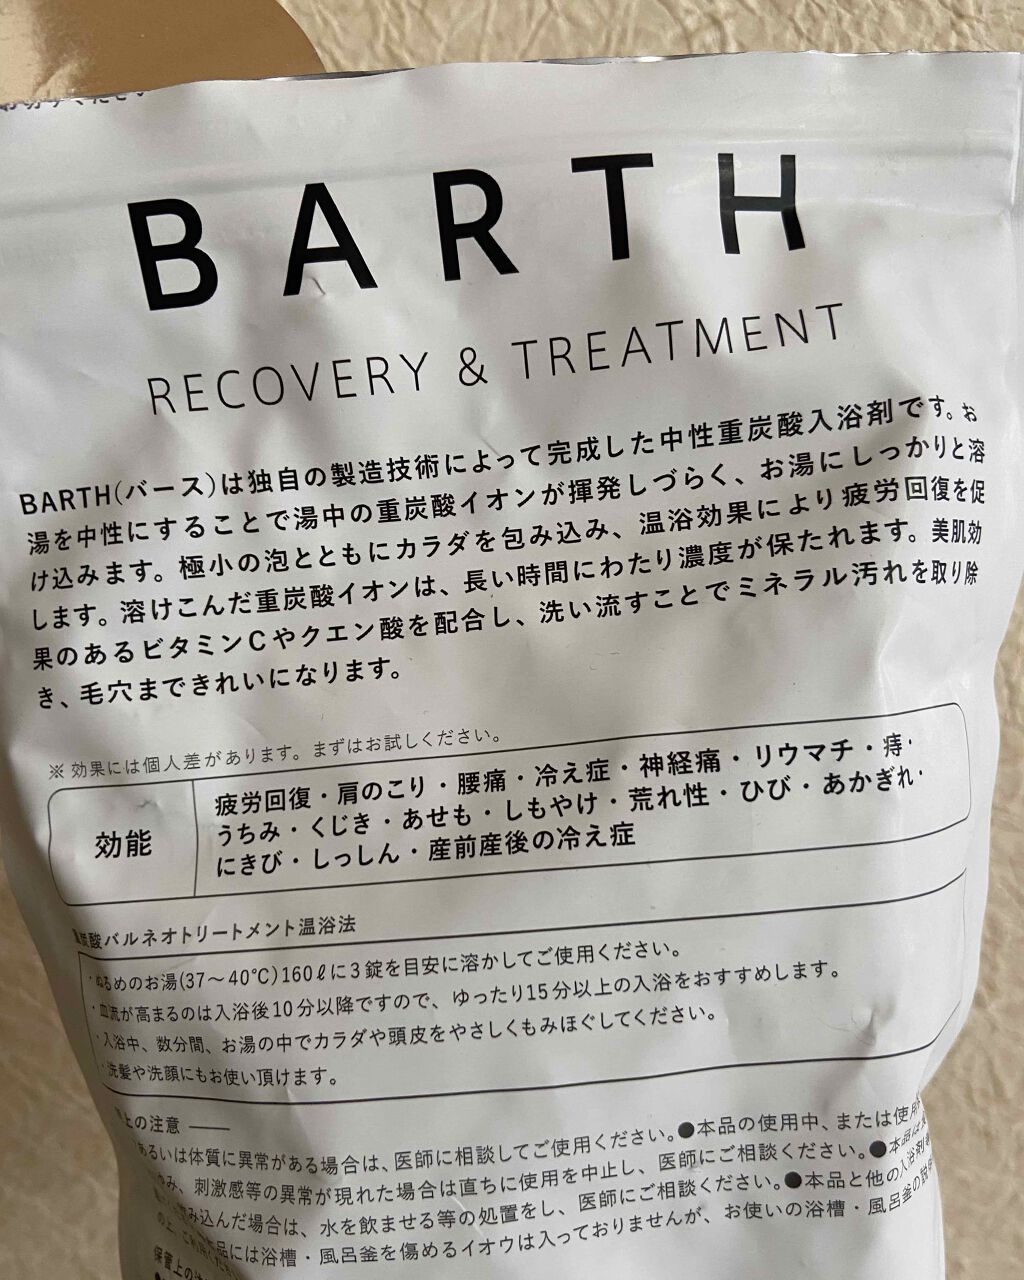 BARTH
RECOVERY & TREATMENT
BARTH(バース)は独自の製造技術によって完成した中性重炭酸入浴剤です。お
湯を中性にすることで湯中の重炭酸イオンが揮発しづらく、お湯にしっかりと溶
け込みます。極小の泡とともにカラダを包み込み、温浴効果により疲労回復を促
します。溶けこんだ重炭酸イオンは、長い時間にわたり濃度が保たれます。美肌効
果のあるビタミンCやクエン酸を配合し、洗い流すことでミネラル汚れを取り除
き、毛穴まできれいになります。
※効果には個人差があります。まずはお試しください。
効能
疲労回復・肩のこり・腰痛・冷え症・神経痛・リウマチ・痔・
うちみ・くじき・あせも・しもやけ・荒れ性・ひび・あかぎれ・
にきび・しっしん・産前産後の冷え症
炭酸バルネオトリートメント温浴法
・ぬるめのお湯(37～40℃)160ℓに3錠を目安に溶かしてご使用ください。
・血流が高まるのは入浴後10分以降ですので、ゆったり15分以上の入浴をおすすめします。
・入浴中、数分間、お湯の中でカラダや頭皮をやさしくもみほぐしてください。
・洗髪や洗顔にもお使い頂けます。
上の注意
あるいは体質に異常がある場合は、医師に相談してご使用ください。●本品の使用中、または使用
み、刺激感等の異常が現れた場合は直ちに使用を中止し、医師にご相談ください。●本品は
み込んだ場合は、水を飲ませる等の処置をし、医師にご相談ください。●本品と他の入浴剤
品には浴槽・風呂釜を傷めるイオウは入っておりませんが、お使いの浴槽・風呂釜の説明
保管上の